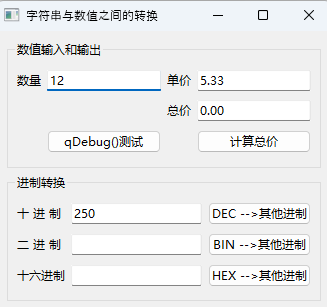 字符串与数值之间的转换
数值输入和输出
数量 12 单价 5.33
总价 0.00
qDebug()测试 计算总价
进制转换
十 进 制 250 DEC -->其他进制
二 进 制 BIN -->其他进制
十六进制 HEX -->其他进制